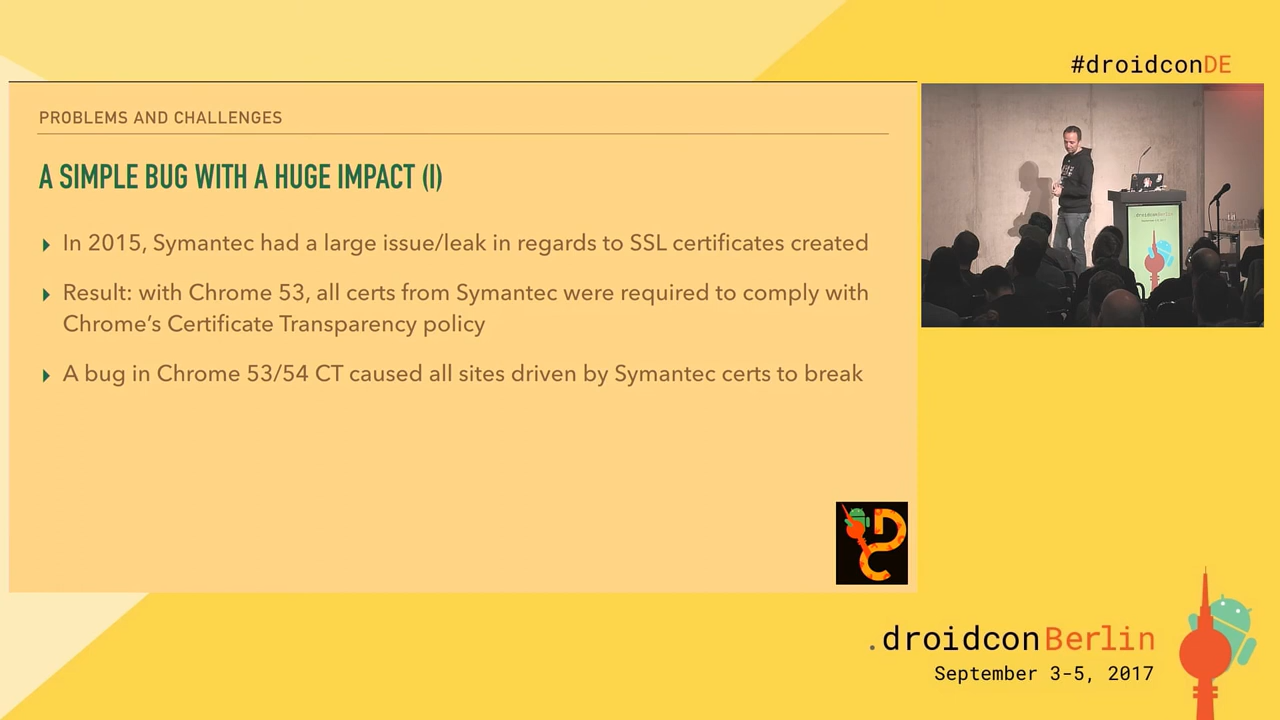 #droidconDE
PROBLEMS AND CHALLENGES
A SIMPLE BUG WITH A HUGE IMPACT (I)
In 2015, Symantec had a large issue/leak in regards to SSL certificates created
Result: with Chrome 53, all certs from Symantec were required to comply with
Chrome’s Certificate Transparency policy
A bug in Chrome 53/54 CT caused all sites driven by Symantec certs to break
droidconBerlin
DC
.droidconBerlin
September 3-5, 2017